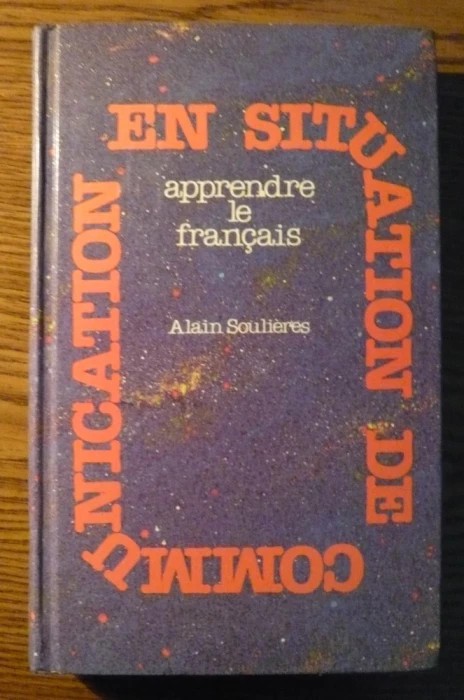 EN SITUATION DE COMMUNICATION
apprendre
le
français
Alain Soulières